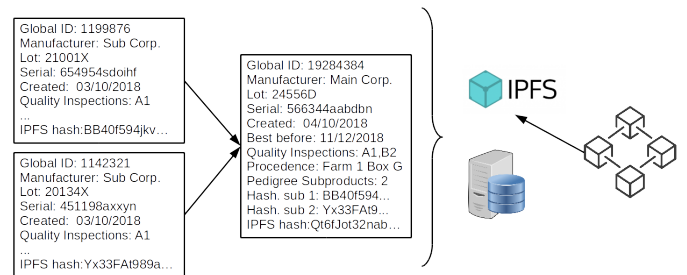 Global ID: 1199876
Manufacturer: Sub Corp.
Lot: 21001X
Serial: 654954sdoihf
Created:  03/10/2018
Quality Inspections: A1
...
IPFS hash:BB40f594jkv...
Global ID: 1142321
Manufacturer: Sub Corp.
Lot: 20134X
Serial: 451198axxyn
Created:  03/10/2018
Quality Inspections: A1
...
IPFS hash:Yx33FAt989a...
Global ID: 19284384
Manufacturer: Main Corp.
Lot: 24556D
Serial: 566344aabdbn
Created:  04/10/2018
Best before: 11/12/2018
Quality Inspections: A1,B2
Procedence: Farm 1 Box G
Pedigree Subproducts: 2
Hash. sub 1: BB40f594...
Hash. sub 2: Yx33FAt9...
IPFS hash:Qt6fJot32nab...
IPFS